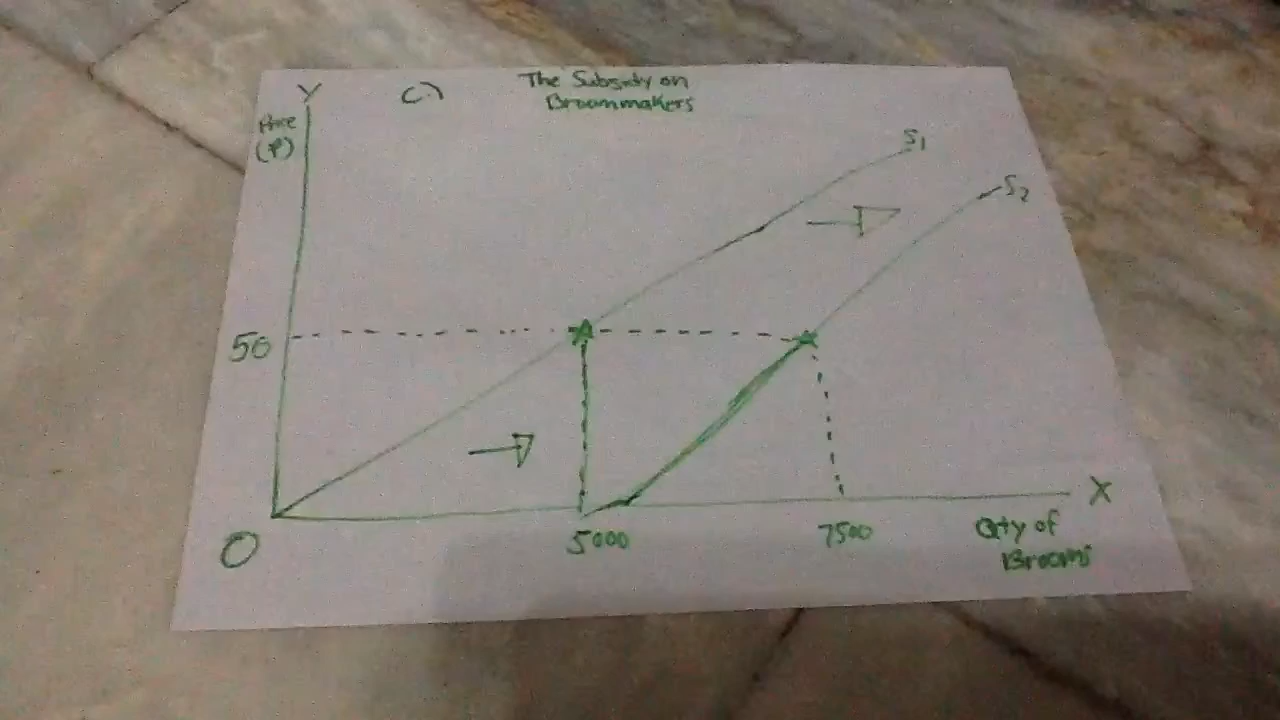 Y
C)
The Subsidy on
Broommakers
Price
(₱)
S₁
S₂
50
X
O
5000
7500
Qty of
Brooms